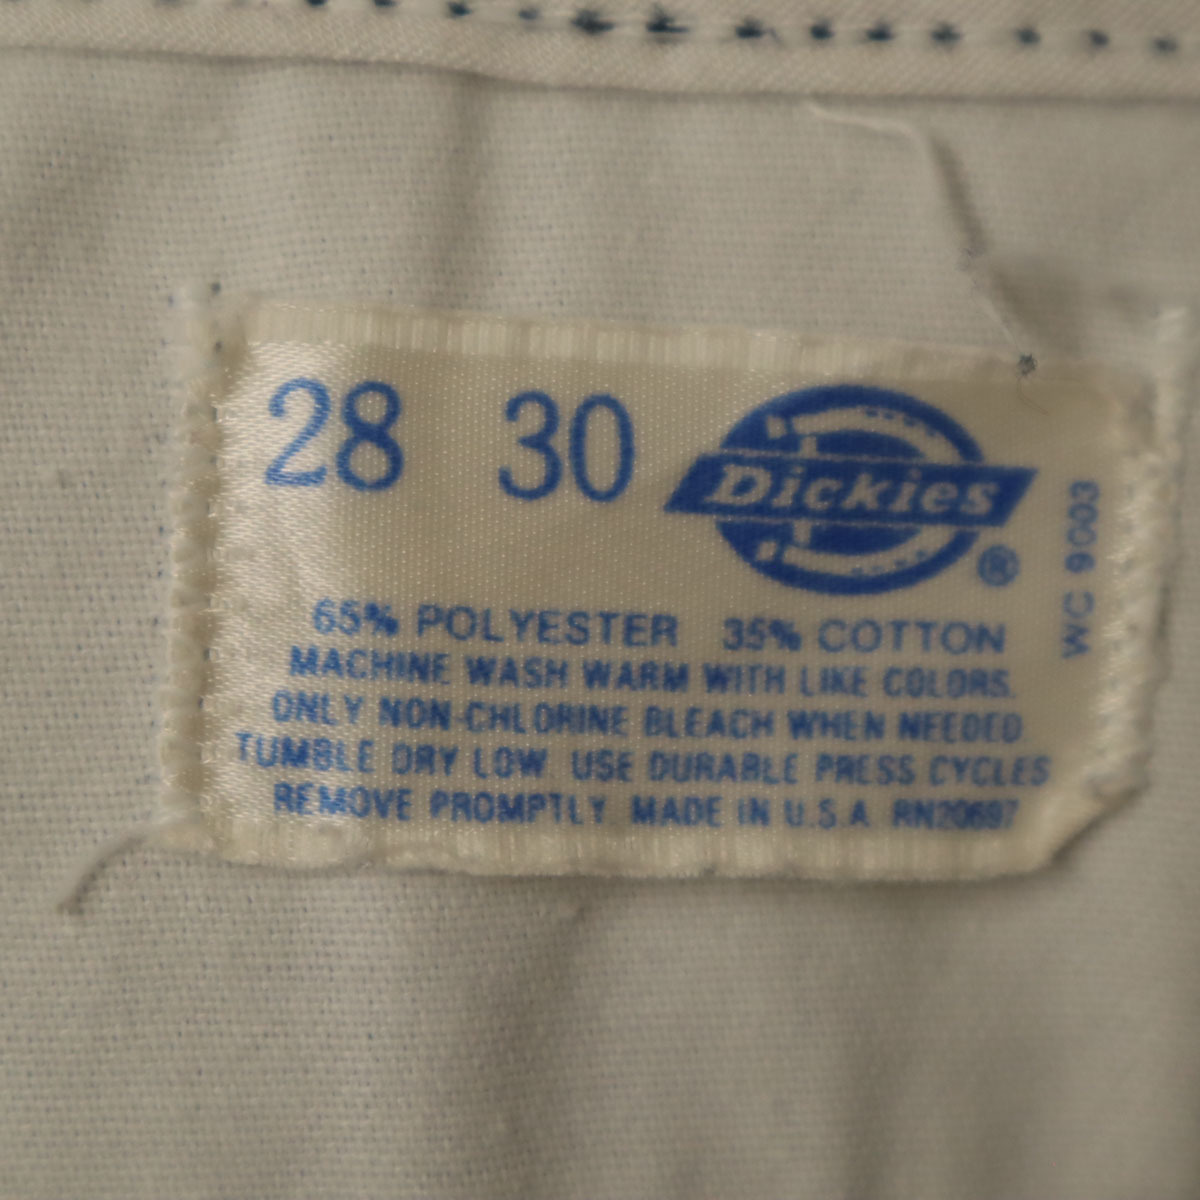 28 30
Dickies®
WC 9003
65% POLYESTER 35% COTTON
MACHINE WASH WARM WITH LIKE COLORS.
ONLY NON-CHLORINE BLEACH WHEN NEEDED
TUMBLE DRY LOW. USE DURABLE PRESS CYCLES
REMOVE PROMPTLY MADE IN U.S.A RN20697